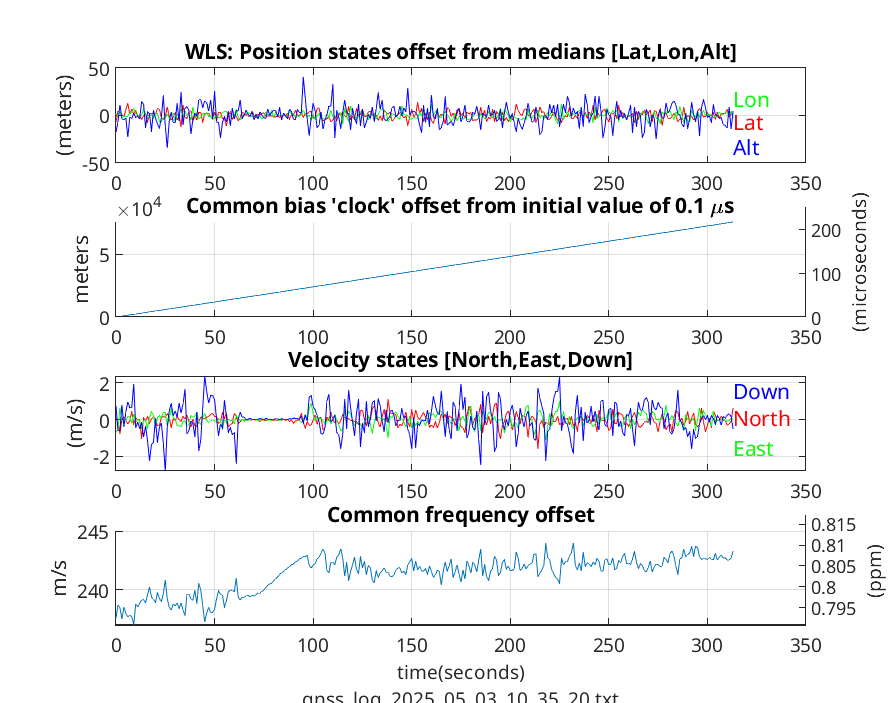 WLS: Position states offset from medians [Lat,Lon,Alt]
50
0
-50
(meters)
Lon
Lat
Alt
0 50 100 150 200 250 300 350
×10⁴
Common bias 'clock' offset from initial value of 0.1 μs
5
0
meters
200
100
0
(microseconds)
0 50 100 150 200 250 300 350
Velocity states [North,East,Down]
2
0
-2
(m/s)
Down
North
East
0 50 100 150 200 250 300 350
Common frequency offset
245
240
m/s
0.815
0.81
0.805
0.8
0.795
(ppm)
0 50 100 150 200 250 300 350
time(seconds)
gnss_log_2025_05_03_10_35_20.txt